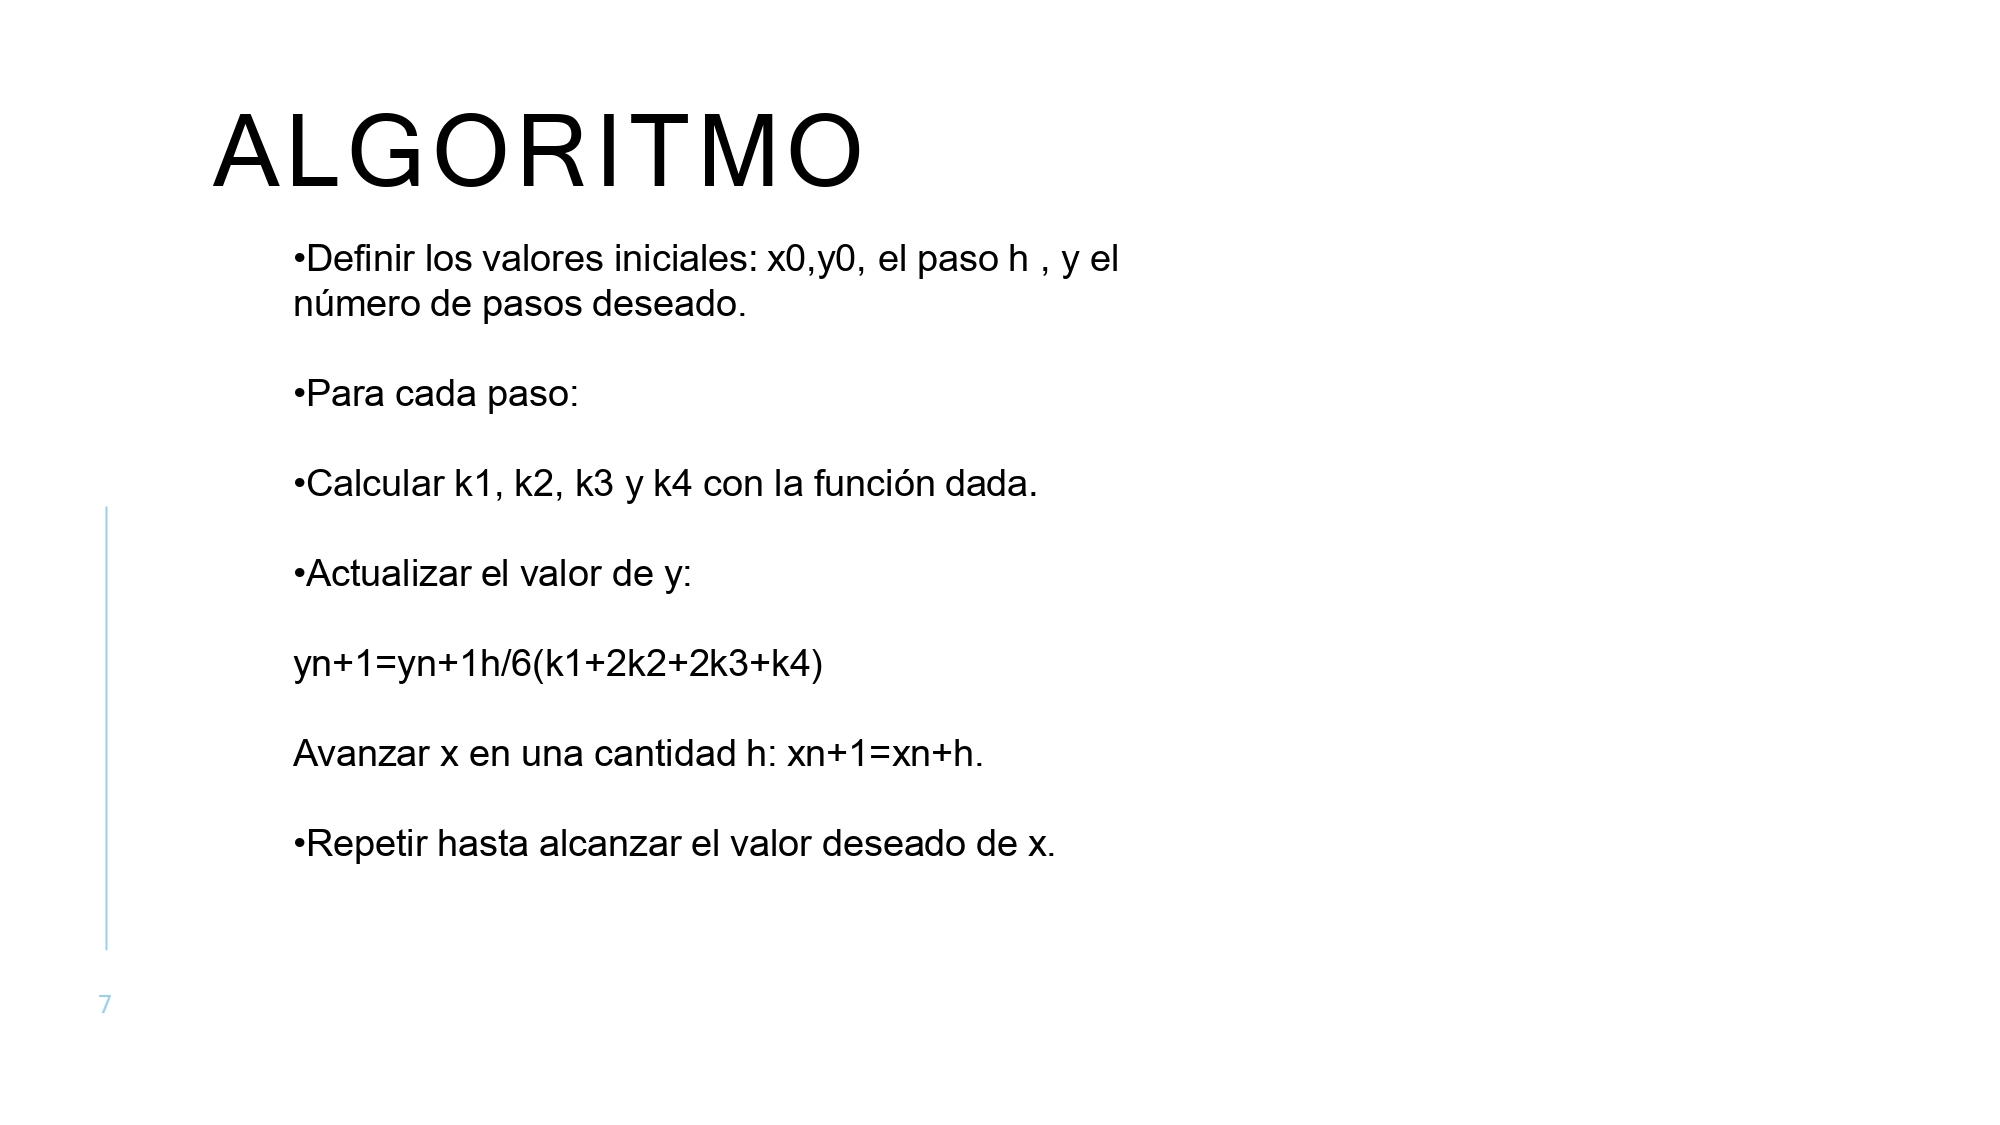 ALGORITMO
•Definir los valores iniciales: x0,y0, el paso h , y el
número de pasos deseado.
•Para cada paso:
•Calcular k1, k2, k3 y k4 con la función dada.
•Actualizar el valor de y:
yn+1=yn+1h/6(k1+2k2+2k3+k4)
Avanzar x en una cantidad h: xn+1=xn+h.
•Repetir hasta alcanzar el valor deseado de x.
7